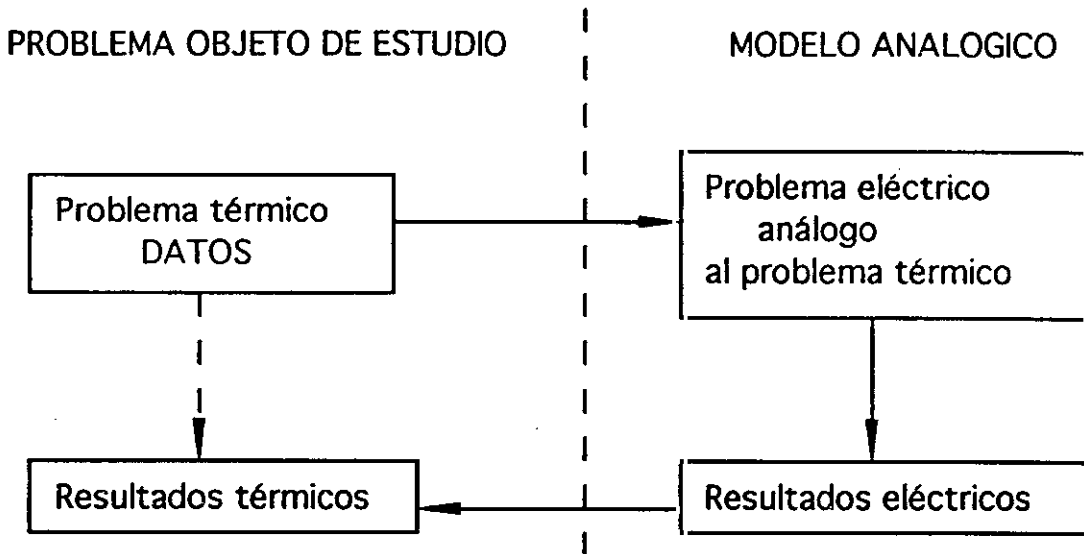 PROBLEMA OBJETO DE ESTUDIO
MODELO ANALOGICO
Problema térmico
DATOS
Problema eléctrico
análogo
al problema térmico
Resultados térmicos
Resultados eléctricos